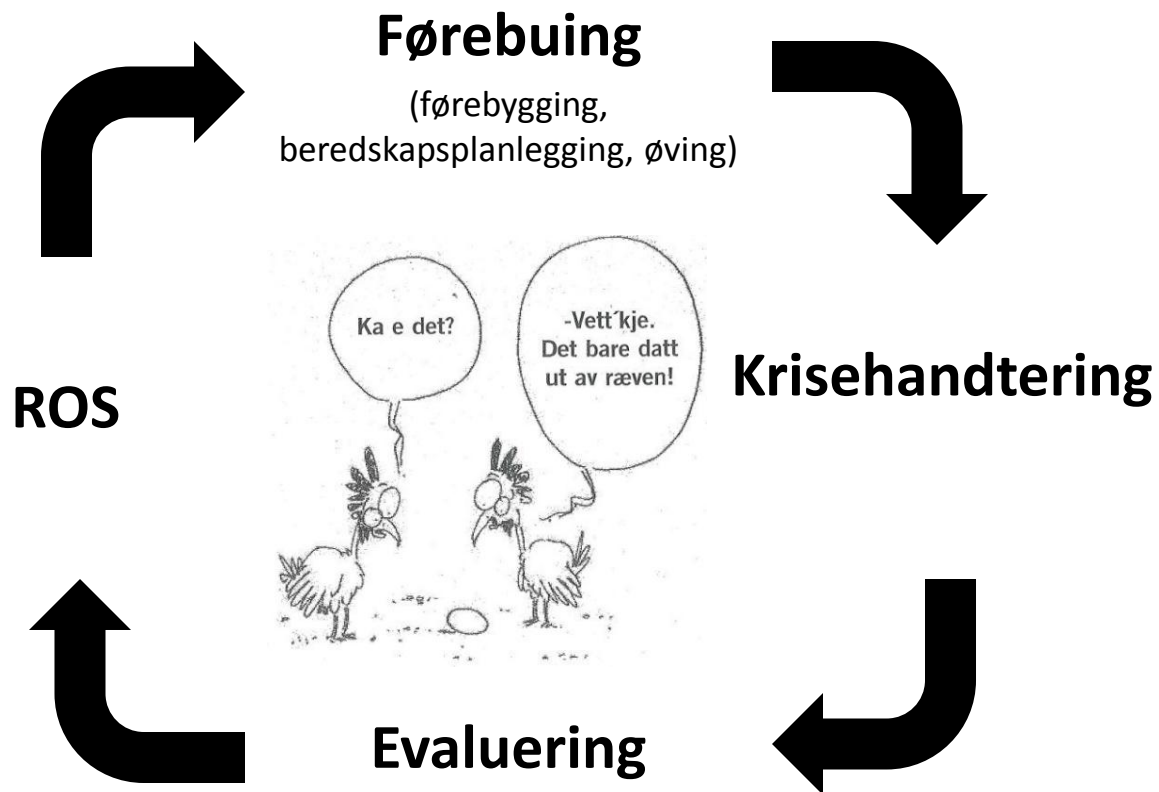 Førebuing
(førebygging,
beredskapsplanlegging, øving)
Ka e det?
-Vett´kje.
Det bare datt
ut av ræven!
Krisehandtering
ROS
Evaluering